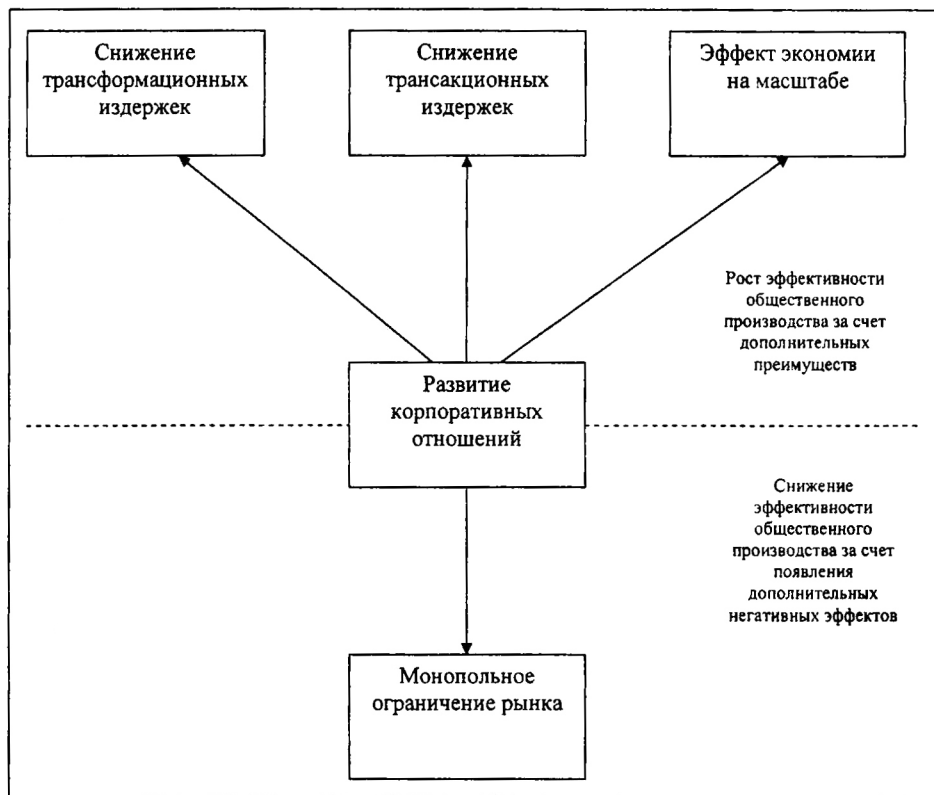 Снижение
трансформационных
издержек
Снижение
трансакционных
издержек
Эффект экономии
на масштабе
Рост эффективности
общественного
производства за счет
дополнительных
преимуществ
Развитие
корпоративных
отношений
Снижение
эффективности
общественного
производства за счет
появления
дополнительных
негативных эффектов
Монопольное
ограничение рынка